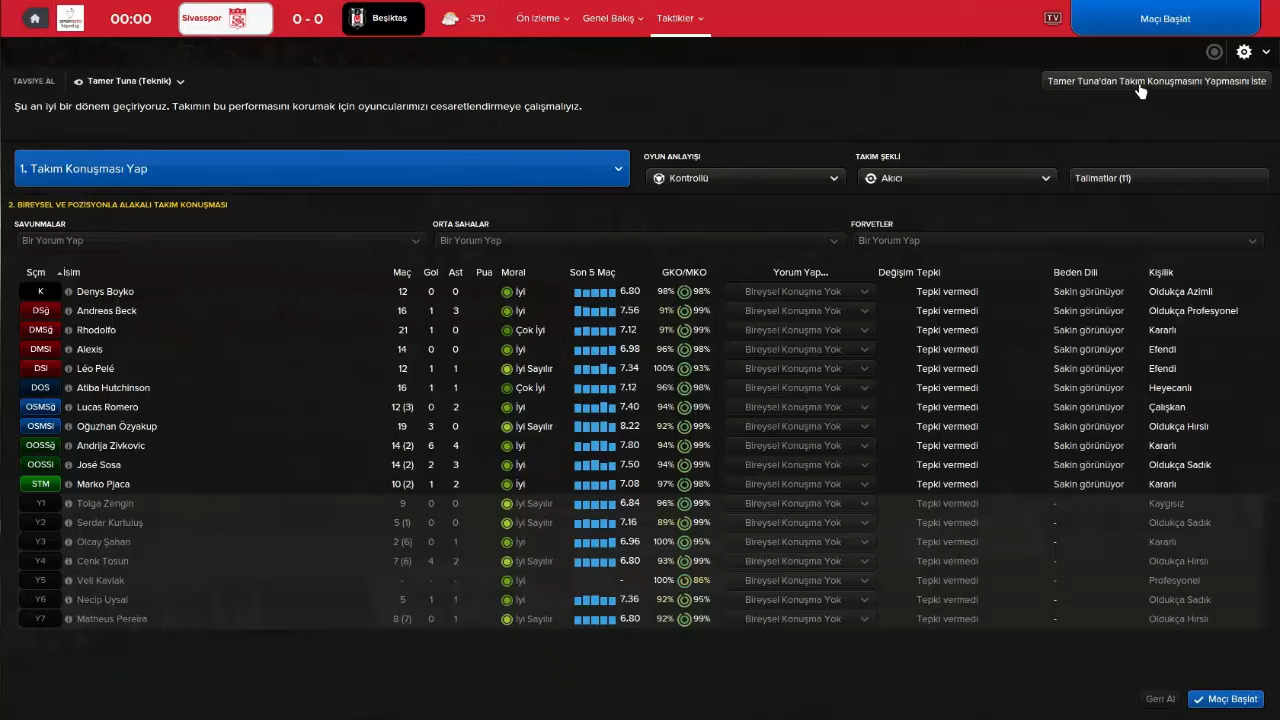 00:00 Sivasspor 0 - 0 Beşiktaş -3°D Ön izleme Genel Bakış Taktikler TV Maçı Başlat
TAVSİYE AL Tamer Tuna (Teknik) Tamer Tuna'dan Takım Konuşmasını Yapmasını İste
Şu an iyi bir dönem geçiriyoruz. Takımın bu performasını korumak için oyuncularımızı cesaretlendirmeye çalışmalıyız.
OYUN ANLAYIŞI TAKIM ŞEKLİ
1. Takım Konuşması Yap Kontrollü Akıcı Talimatlar (11)
2. BİREYSEL VE POZİSYONLA ALAKALI TAKIM KONUŞMASI
SAVUNMALAR ORTA SAHALAR FORVETLER
Bir Yorum Yap Bir Yorum Yap Bir Yorum Yap
Sçm İsim Maç Gol Ast Pua Moral Son 5 Maç GKO/MKO Yorum Yap... Değişim Tepki Beden Dili Kişilik
K Denys Boyko 12 0 0 İyi 6.80 98% 98% Bireysel Konuşma Yok Tepki vermedi Sakin görünüyor Oldukça Azimli
DSğ Andreas Beck 16 1 3 İyi 7.56 91% 99% Bireysel Konuşma Yok Tepki vermedi Sakin görünüyor Oldukça Profesyonel
DMSğ Rhodolfo 21 1 0 Çok İyi 7.12 91% 99% Bireysel Konuşma Yok Tepki vermedi Sakin görünüyor Kararlı
DMSl Alexis 14 0 0 İyi 6.98 96% 98% Bireysel Konuşma Yok Tepki vermedi Sakin görünüyor Efendi
DSl Léo Pelé 12 1 1 İyi Sayılır 7.34 100% 93% Bireysel Konuşma Yok Tepki vermedi Sakin görünüyor Efendi
DOS Atiba Hutchinson 16 1 1 Çok İyi 7.12 96% 98% Bireysel Konuşma Yok Tepki vermedi Sakin görünüyor Heyecanlı
OSMSğ Lucas Romero 12 (3) 0 2 İyi 7.40 94% 99% Bireysel Konuşma Yok Tepki vermedi Sakin görünüyor Çalışkan
OSMSl Oğuzhan Özyakup 19 3 0 İyi Sayılır 8.22 92% 99% Bireysel Konuşma Yok Tepki vermedi Sakin görünüyor Oldukça Hırslı
OOSSğ Andrija Zivkovic 14 (2) 6 4 İyi 7.80 94% 99% Bireysel Konuşma Yok Tepki vermedi Sakin görünüyor Kararlı
OOSSl José Sosa 14 (2) 2 3 İyi 7.50 94% 99% Bireysel Konuşma Yok Tepki vermedi Sakin görünüyor Oldukça Sadık
STM Marko Pjaca 10 (2) 1 2 İyi 7.08 97% 98% Bireysel Konuşma Yok Tepki vermedi Sakin görünüyor Kararlı
Y1 Tolga Zengin 9 0 0 İyi Sayılır 6.84 96% 99% Bireysel Konuşma Yok Tepki vermedi - Kaygısız
Y2 Serdar Kurtuluş 5 (1) 0 0 İyi Sayılır 7.16 89% 99% Bireysel Konuşma Yok Tepki vermedi - Oldukça Sadık
Y3 Olcay Şahan 2 (6) 0 1 İyi 6.96 100% 95% Bireysel Konuşma Yok Tepki vermedi - Kararlı
Y4 Cenk Tosun 7 (6) 4 2 İyi Sayılır 6.80 93% 99% Bireysel Konuşma Yok Tepki vermedi - Oldukça Hırslı
Y5 Veli Kavlak - - - İyi - 100% 86% Bireysel Konuşma Yok Tepki vermedi - Profesyonel
Y6 Necip Uysal 5 1 1 İyi 7.36 92% 95% Bireysel Konuşma Yok Tepki vermedi - Oldukça Sadık
Y7 Matheus Pereira 8 (7) 0 1 İyi Sayılır 6.80 92% 99% Bireysel Konuşma Yok Tepki vermedi - Oldukça Hırslı
Geri Al Maçı Başlat